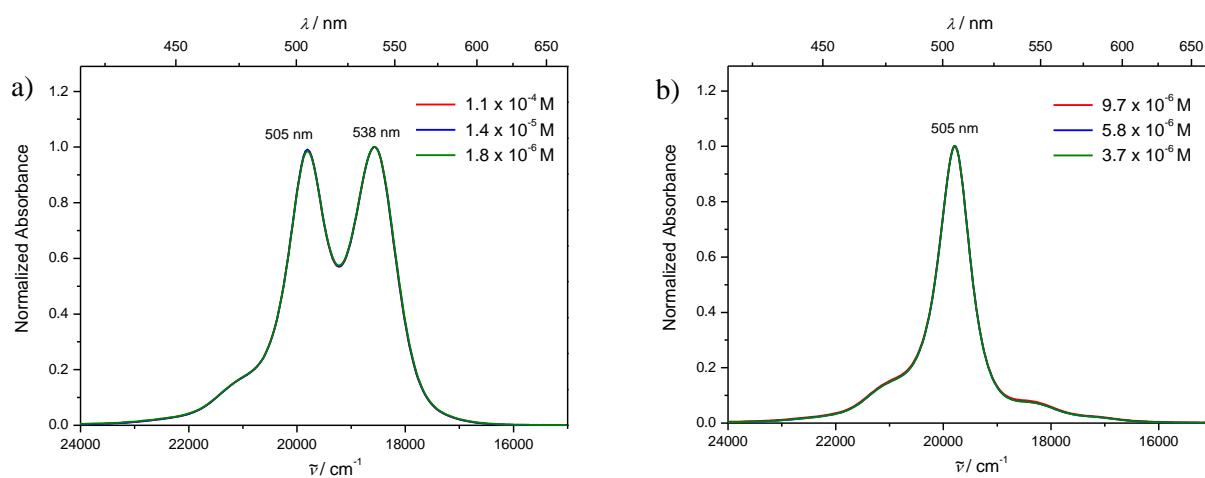 a)
λ / nm
450 500 550 600 650
1.2
1.0
0.8
0.6
0.4
0.2
0.0
Normalized Absorbance
505 nm
538 nm
1.1 x 10⁻⁴ M
1.4 x 10⁻⁵ M
1.8 x 10⁻⁶ M
24000 22000 20000 18000 16000
ṽ / cm⁻¹
b)
λ / nm
450 500 550 600 650
1.2
1.0
0.8
0.6
0.4
0.2
0.0
Normalized Absorbance
505 nm
9.7 x 10⁻⁶ M
5.8 x 10⁻⁶ M
3.7 x 10⁻⁶ M
24000 22000 20000 18000 16000
ṽ / cm⁻¹